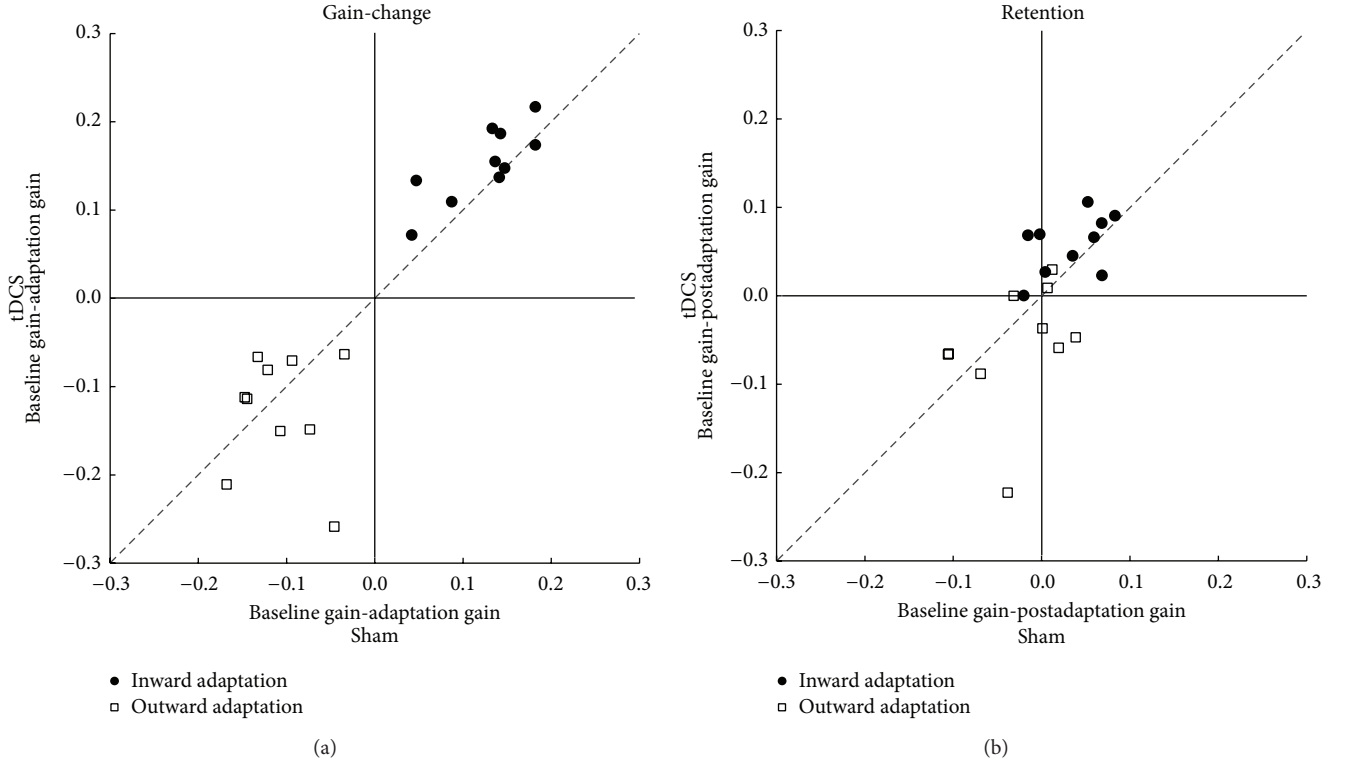 Gain-change
0.3
0.2
0.1
0.0
−0.1
−0.2
−0.3
tDCS
Baseline gain-adaptation gain
−0.3
−0.2
−0.1
0.0
0.1
0.2
0.3
Baseline gain-adaptation gain
Sham
Inward adaptation
Outward adaptation
(a)
Retention
0.3
0.2
0.1
0.0
−0.1
−0.2
−0.3
tDCS
Baseline gain-postadaptation gain
−0.3
−0.2
−0.1
0.0
0.1
0.2
0.3
Baseline gain-postadaptation gain
Sham
Inward adaptation
Outward adaptation
(b)